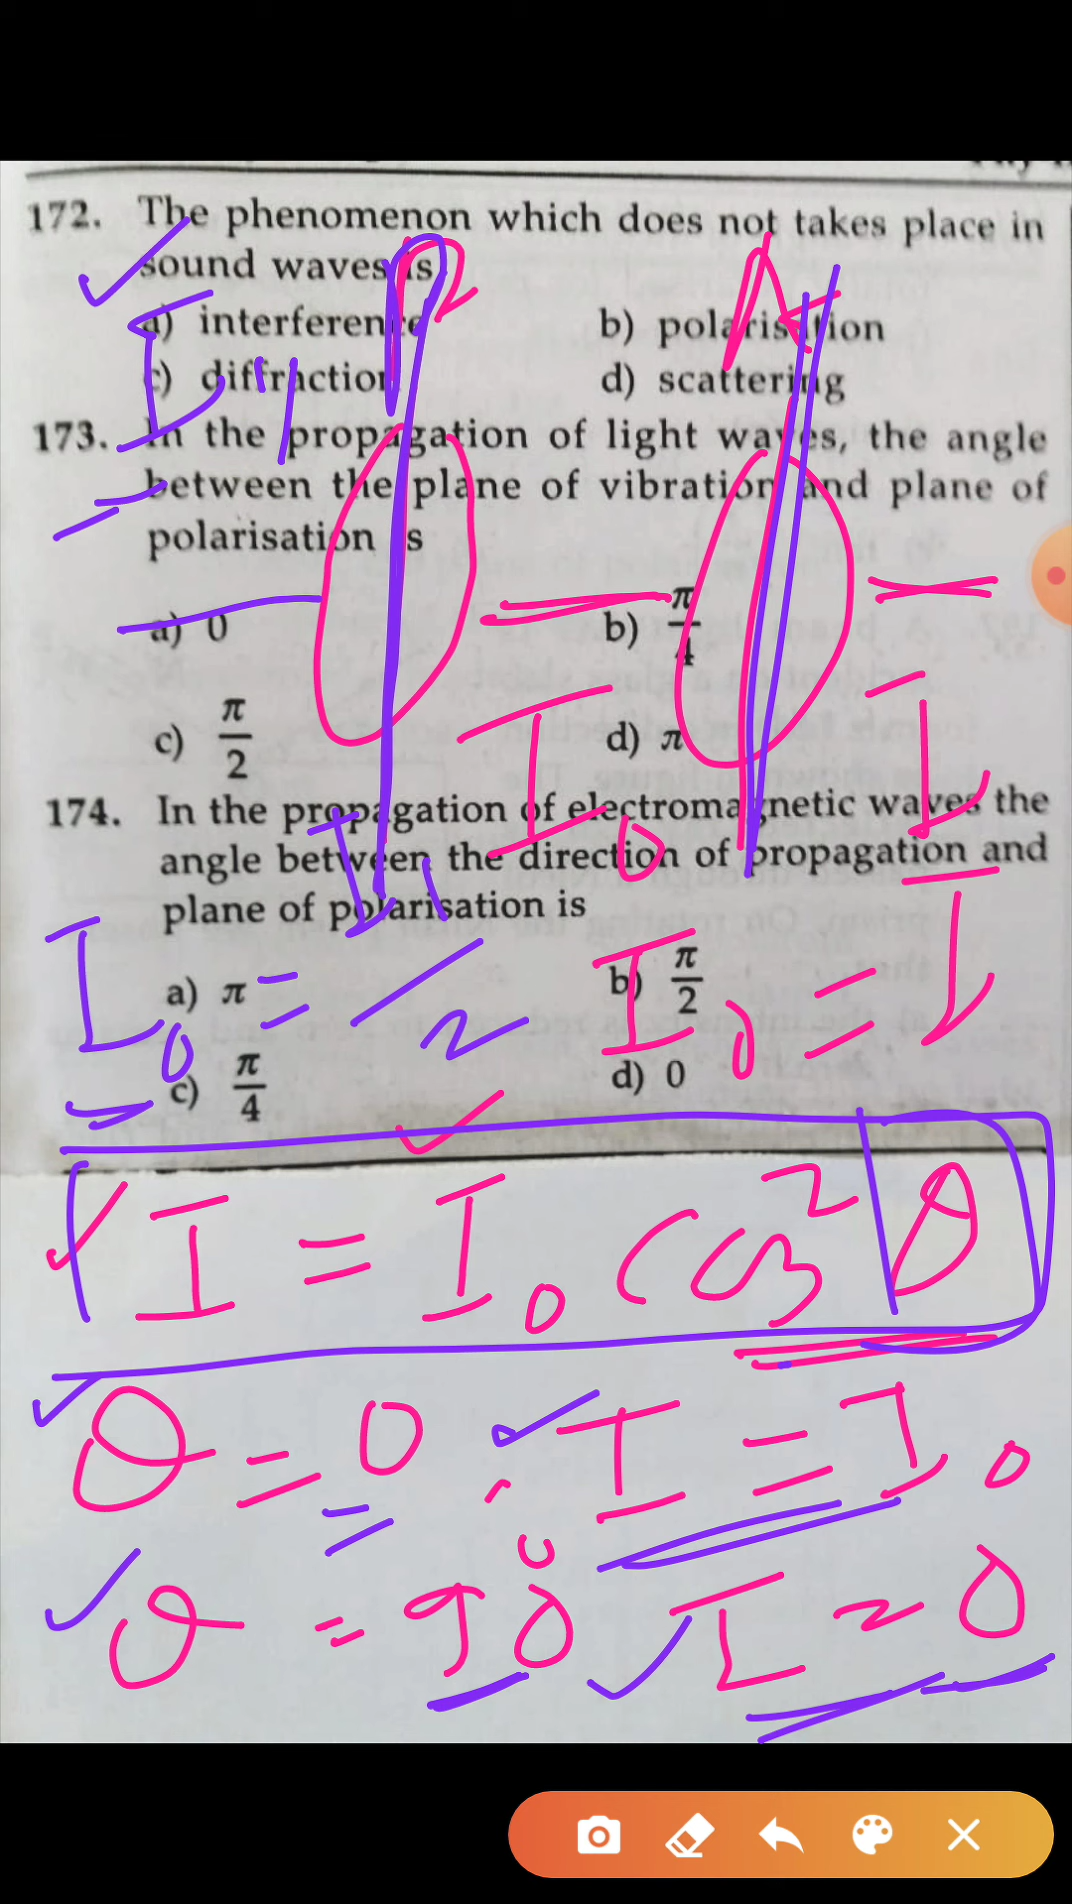 172. The phenomenon which does not takes place in
sound waves is
a) interference b) polarisation
c) diffraction d) scattering
173. In the propagation of light waves, the angle
between the plane of vibration and plane of
polarisation is
a) 0 b) π/4
c) π/2 d) π
174. In the propagation of electromagnetic waves the
angle between the direction of propagation and
plane of polarisation is
a) π b) π/2
c) π/4 d) 0
I = I₀ cos² θ
θ = 0 I = I₀
θ = 90 I = 0